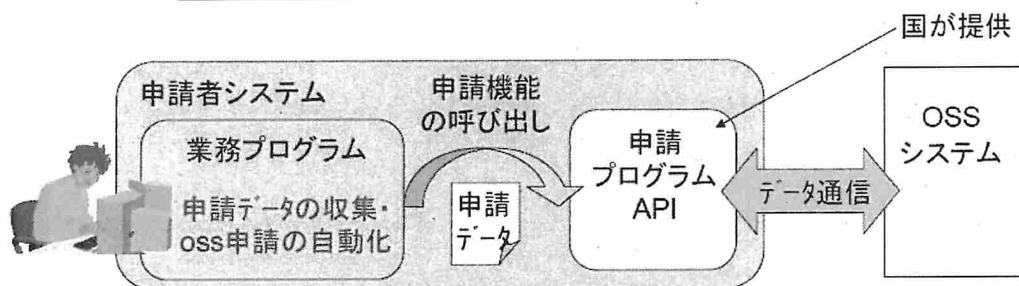 国が提供
申請者システム
申請機能
の呼び出し
業務プログラム
申請データの収集・
oss申請の自動化
申請
データ
申請
プログラム
API
データ通信
OSS
システム